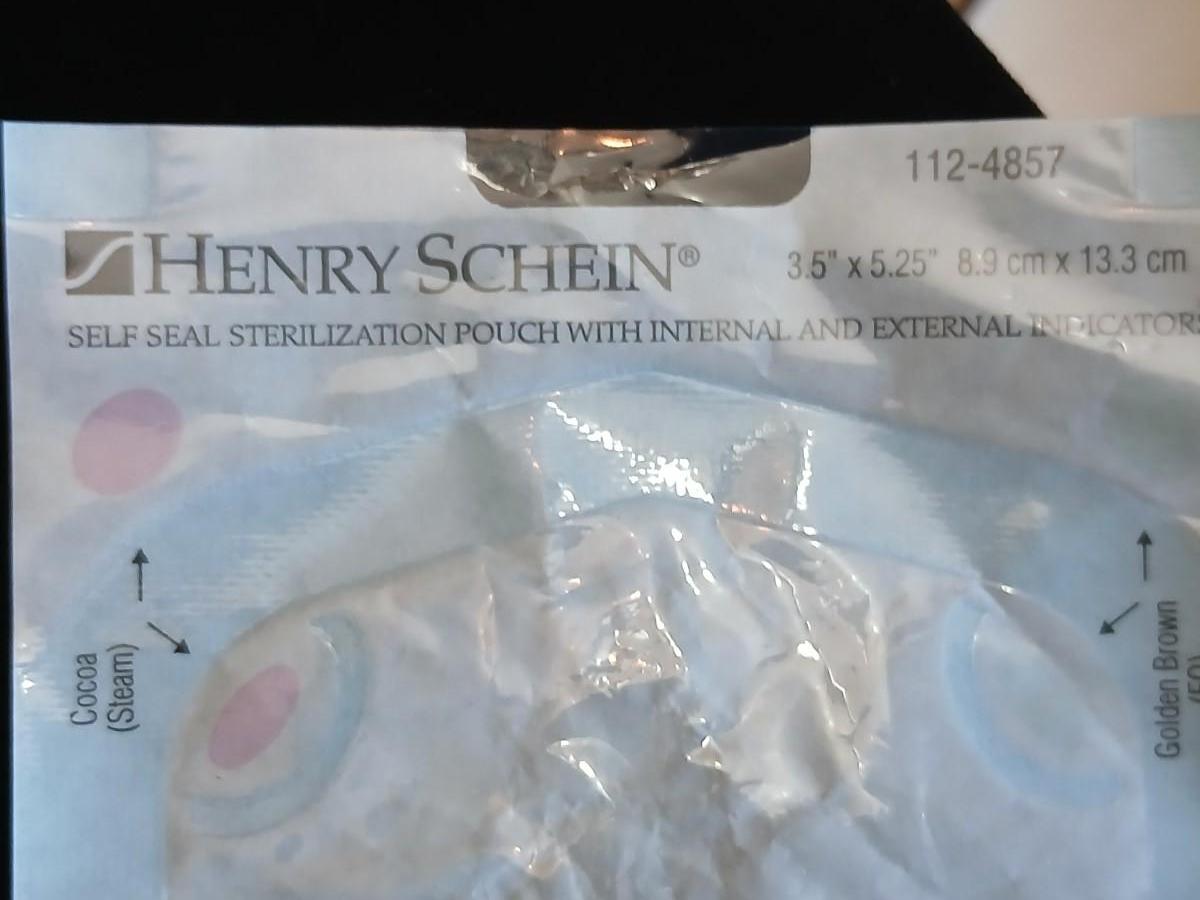 112-4857
HENRY SCHEIN® 3.5" x 5.25" 8.9 cm x 13.3 cm
SELF SEAL STERILIZATION POUCH WITH INTERNAL AND EXTERNAL INDICATORS
Cocoa
(Steam)
Golden Brown